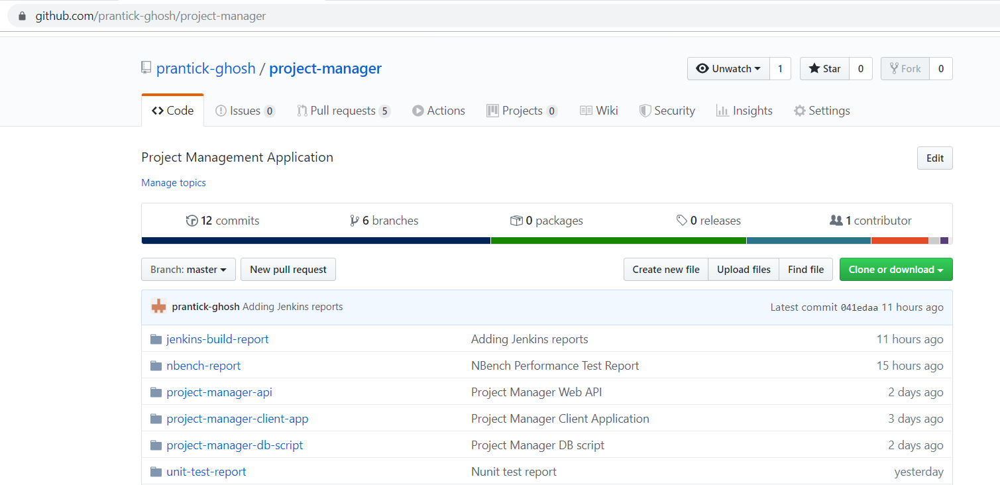 github.com/prantick-ghosh/project-manager
prantick-ghosh / project-manager
Unwatch 1 Star 0 Fork 0
Code Issues 0 Pull requests 5 Actions Projects 0 Wiki Security Insights Settings
Project Management Application
Edit
Manage topics
12 commits 6 branches 0 packages 0 releases 1 contributor
Branch: master New pull request Create new file Upload files Find file Clone or download
prantick-ghosh Adding Jenkins reports Latest commit 041edaa 11 hours ago
jenkins-build-report Adding Jenkins reports 11 hours ago
nbench-report NBench Performance Test Report 15 hours ago
project-manager-api Project Manager Web API 2 days ago
project-manager-client-app Project Manager Client Application 3 days ago
project-manager-db-script Project Manager DB script 2 days ago
unit-test-report Nunit test report yesterday